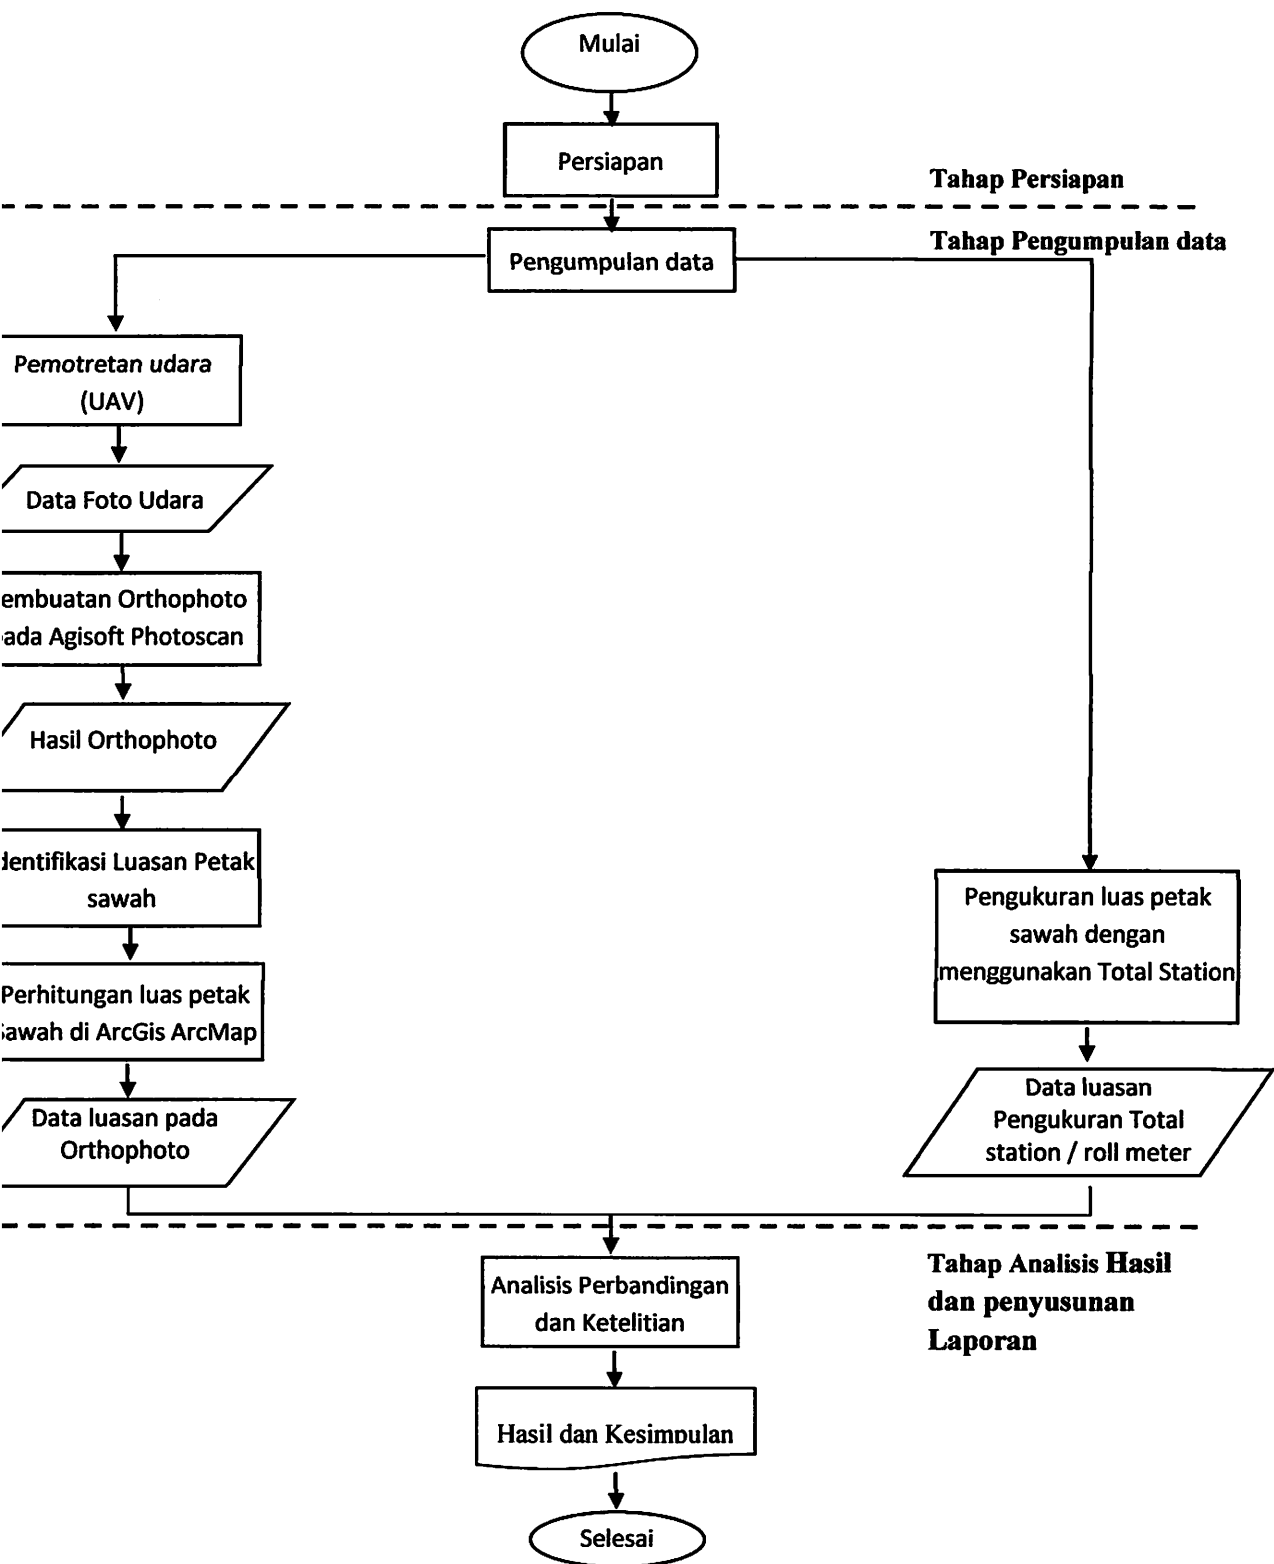 Mulai
Persiapan
Tahap Persiapan
Tahap Pengumpulan data
Pengumpulan data
Pemotretan udara
(UAV)
Data Foto Udara
embuatan Orthophoto
ada Agisoft Photoscan
Hasil Orthophoto
dentifikasi Luasan Petak
sawah
Perhitungan luas petak
Sawah di ArcGis ArcMap
Data luasan pada
Orthophoto
Pengukuran luas petak
sawah dengan
menggunakan Total Station
Data luasan
Pengukuran Total
station / roll meter
Tahap Analisis Hasil
dan penyusunan
Laporan
Analisis Perbandingan
dan Ketelitian
Hasil dan Kesimpulan
Selesai